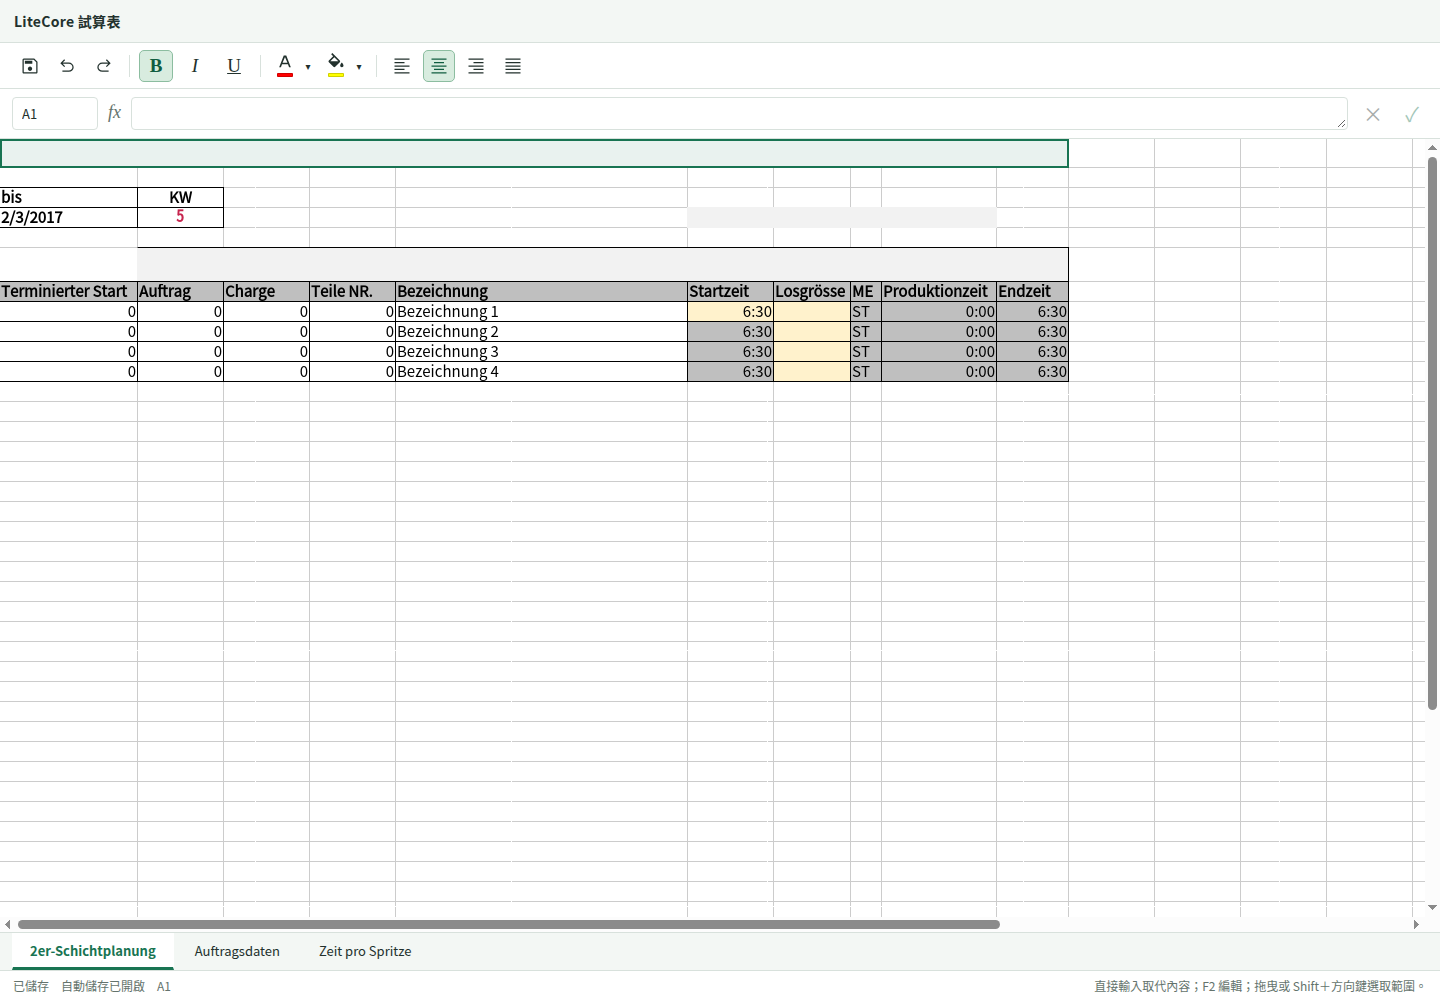 LiteCore 試算表
B I U A
A1 fx
bis KW
2/3/2017 5
Terminierter Start Auftrag Charge Teile NR. Bezeichnung Startzeit Losgrösse ME Produktionzeit Endzeit
0 0 0 0 Bezeichnung 1 6:30 ST 0:00 6:30
0 0 0 0 Bezeichnung 2 6:30 ST 0:00 6:30
0 0 0 0 Bezeichnung 3 6:30 ST 0:00 6:30
0 0 0 0 Bezeichnung 4 6:30 ST 0:00 6:30
2er-Schichtplanung Auftragsdaten Zeit pro Spritze
已儲存 自動儲存已開啟 A1 直接輸入取代內容；F2 編輯；拖曳或 Shift＋方向鍵選取範圍。